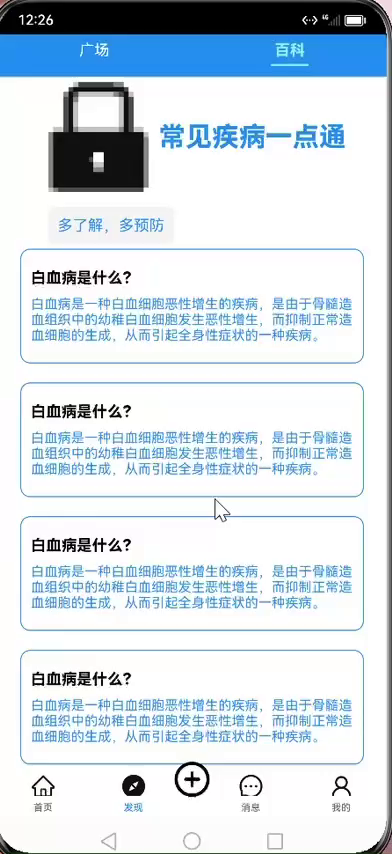 12:26
广场
百科
常见疾病一点通
多了解，多预防
白血病是什么？
白血病是一种白血细胞恶性增生的疾病，是由于骨髓造
血组织中的幼稚白血细胞发生恶性增生，而抑制正常造
血细胞的生成，从而引起全身性症状的一种疾病。
白血病是什么？
白血病是一种白血细胞恶性增生的疾病，是由于骨髓造
血组织中的幼稚白血细胞发生恶性增生，而抑制正常造
血细胞的生成，从而引起全身性症状的一种疾病。
白血病是什么？
白血病是一种白血细胞恶性增生的疾病，是由于骨髓造
血组织中的幼稚白血细胞发生恶性增生，而抑制正常造
血细胞的生成，从而引起全身性症状的一种疾病。
白血病是什么？
白血病是一种白血细胞恶性增生的疾病，是由于骨髓造
血组织中的幼稚白血细胞发生恶性增生，而抑制正常造
血细胞的生成，从而引起全身性症状的一种疾病。
首页
发现
消息
我的